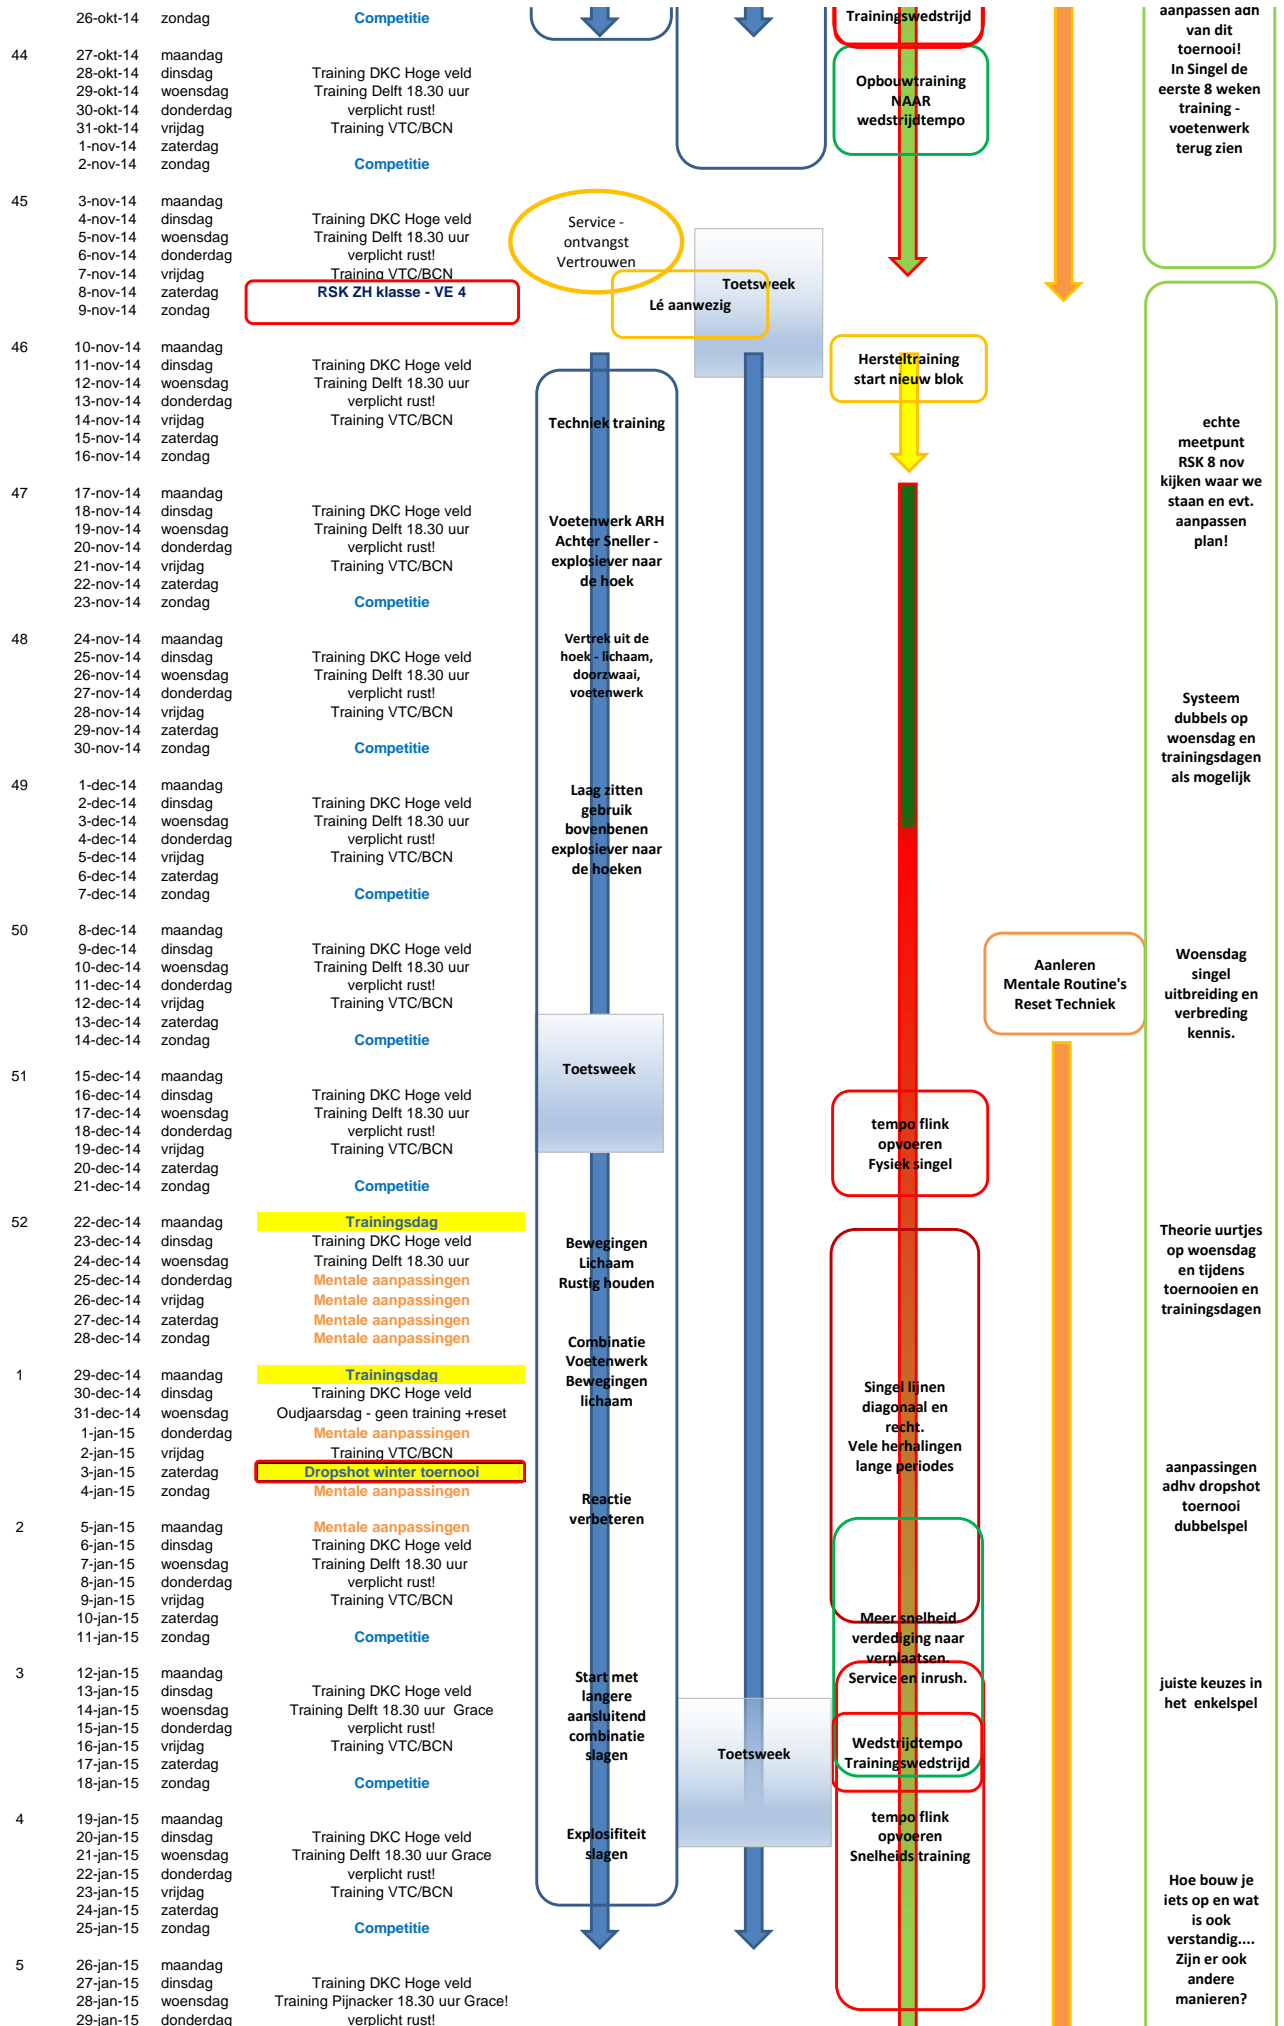 26-okt-14 zondag Competitie
44 27-okt-14 maandag
28-okt-14 dinsdag Training DKC Hoge veld
29-okt-14 woensdag Training Delft 18.30 uur
30-okt-14 donderdag verplicht rust!
31-okt-14 vrijdag Training VTC/BCN
1-nov-14 zaterdag
2-nov-14 zondag Competitie
45 3-nov-14 maandag
4-nov-14 dinsdag Training DKC Hoge veld
5-nov-14 woensdag Training Delft 18.30 uur
6-nov-14 donderdag verplicht rust!
7-nov-14 vrijdag Training VTC/BCN
8-nov-14 zaterdag RSK ZH klasse - VE 4
9-nov-14 zondag
46 10-nov-14 maandag
11-nov-14 dinsdag Training DKC Hoge veld
12-nov-14 woensdag Training Delft 18.30 uur
13-nov-14 donderdag verplicht rust!
14-nov-14 vrijdag Training VTC/BCN
15-nov-14 zaterdag
16-nov-14 zondag
47 17-nov-14 maandag
18-nov-14 dinsdag Training DKC Hoge veld
19-nov-14 woensdag Training Delft 18.30 uur
20-nov-14 donderdag verplicht rust!
21-nov-14 vrijdag Training VTC/BCN
22-nov-14 zaterdag
23-nov-14 zondag Competitie
48 24-nov-14 maandag
25-nov-14 dinsdag Training DKC Hoge veld
26-nov-14 woensdag Training Delft 18.30 uur
27-nov-14 donderdag verplicht rust!
28-nov-14 vrijdag Training VTC/BCN
29-nov-14 zaterdag
30-nov-14 zondag Competitie
49 1-dec-14 maandag
2-dec-14 dinsdag Training DKC Hoge veld
3-dec-14 woensdag Training Delft 18.30 uur
4-dec-14 donderdag verplicht rust!
5-dec-14 vrijdag Training VTC/BCN
6-dec-14 zaterdag
7-dec-14 zondag Competitie
50 8-dec-14 maandag
9-dec-14 dinsdag Training DKC Hoge veld
10-dec-14 woensdag Training Delft 18.30 uur
11-dec-14 donderdag verplicht rust!
12-dec-14 vrijdag Training VTC/BCN
13-dec-14 zaterdag
14-dec-14 zondag Competitie
51 15-dec-14 maandag
16-dec-14 dinsdag Training DKC Hoge veld
17-dec-14 woensdag Training Delft 18.30 uur
18-dec-14 donderdag verplicht rust!
19-dec-14 vrijdag Training VTC/BCN
20-dec-14 zaterdag
21-dec-14 zondag Competitie
52 22-dec-14 maandag Trainingsdag
23-dec-14 dinsdag Training DKC Hoge veld
24-dec-14 woensdag Training Delft 18.30 uur
25-dec-14 donderdag Mentale aanpassingen
26-dec-14 vrijdag Mentale aanpassingen
27-dec-14 zaterdag Mentale aanpassingen
28-dec-14 zondag Mentale aanpassingen
1 29-dec-14 maandag Trainingsdag
30-dec-14 dinsdag Training DKC Hoge veld
31-dec-14 woensdag Oudjaarsdag - geen training +reset
1-jan-15 donderdag Mentale aanpassingen
2-jan-15 vrijdag Training VTC/BCN
3-jan-15 zaterdag Dropshot winter toernooi
4-jan-15 zondag Mentale aanpassingen
2 5-jan-15 maandag Mentale aanpassingen
6-jan-15 dinsdag Training DKC Hoge veld
7-jan-15 woensdag Training Delft 18.30 uur
8-jan-15 donderdag verplicht rust!
9-jan-15 vrijdag Training VTC/BCN
10-jan-15 zaterdag
11-jan-15 zondag Competitie
3 12-jan-15 maandag
13-jan-15 dinsdag Training DKC Hoge veld
14-jan-15 woensdag Training Delft 18.30 uur Grace
15-jan-15 donderdag verplicht rust!
16-jan-15 vrijdag Training VTC/BCN
17-jan-15 zaterdag
18-jan-15 zondag Competitie
4 19-jan-15 maandag
20-jan-15 dinsdag Training DKC Hoge veld
21-jan-15 woensdag Training Delft 18.30 uur Grace
22-jan-15 donderdag verplicht rust!
23-jan-15 vrijdag Training VTC/BCN
24-jan-15 zaterdag
25-jan-15 zondag Competitie
5 26-jan-15 maandag
27-jan-15 dinsdag Training DKC Hoge veld
28-jan-15 woensdag Training Pijnacker 18.30 uur Grace!
29-jan-15 donderdag verplicht rust!
Service -
ontvangst
Vertrouwen
Lé aanwezig
Techniek training
Voetenwerk ARH
Achter Sneller -
explosiever naar
de hoek
Vertrek uit de
hoek - lichaam,
doorzwaai,
voetenwerk
Laag zitten
gebruik
bovenbenen
explosiever naar
de hoeken
Toetsweek
Bewegingen
Lichaam
Rustig houden
Combinatie
Voetenwerk
Bewegingen
lichaam
Reactie
verbeteren
Start met
langere
aansluitend
combinatie
slagen
Explosifiteit
slagen
Toetsweek
Toetsweek
Trainingswedstrijd
Opbouwtraining
NAAR
wedstrijdtempo
Hersteltraining
start nieuw blok
tempo flink
opvoeren
Fysiek singel
Singel lijnen
diagonaal en
recht.
Vele herhalingen
lange periodes
Meer snelheid
verdediging naar
verplaatsen.
Service en inrush.
Wedstrijdtempo
Trainingswedstrijd
tempo flink
opvoeren
Snelheids training
Aanleren
Mentale Routine's
Reset Techniek
aanpassen adh
van dit
toernooi!
In Singel de
eerste 8 weken
training -
voetenwerk
terug zien
echte
meetpunt
RSK 8 nov
kijken waar we
staan en evt.
aanpassen
plan!
Systeem
dubbels op
woensdag en
trainingsdagen
als mogelijk
Woensdag
singel
uitbreiding en
verbreding
kennis.
Theorie uurtjes
op woensdag
en tijdens
toernooien en
trainingsdagen
aanpassingen
adhv dropshot
toernooi
dubbelspel
juiste keuzes in
het enkelspel
Hoe bouw je
iets op en wat
is ook
verstandig....
Zijn er ook
andere
manieren?